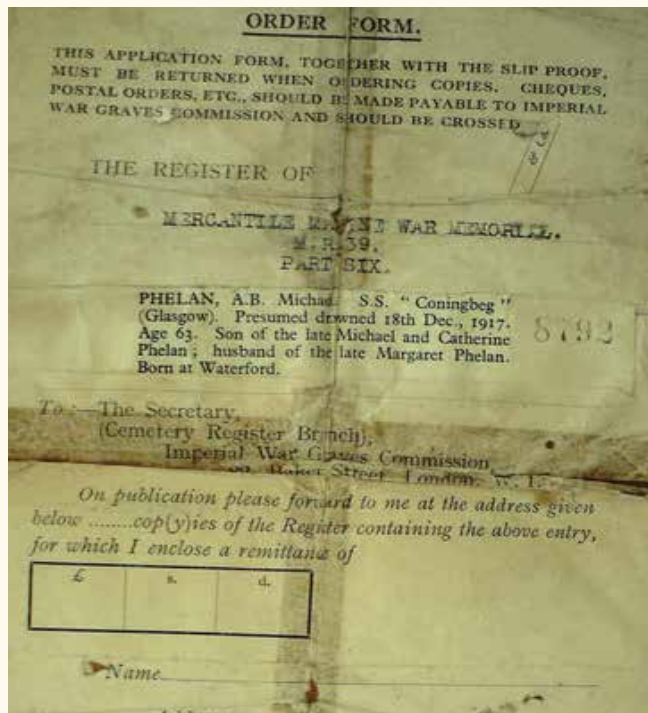 ORDER FORM.
THIS APPLICATION FORM, TOGETHER WITH THE SLIP PROOF,
MUST BE RETURNED WHEN ORDERING COPIES. CHEQUES,
POSTAL ORDERS, ETC., SHOULD BE MADE PAYABLE TO IMPERIAL
WAR GRAVES COMMISSION AND SHOULD BE CROSSED
THE REGISTER OF
MERCANTILE MARINE WAR MEMORIAL.
M.R.39.
PART SIX.
PHELAN, A.B. Michael. S.S. "Coningbeg"
(Glasgow). Presumed drowned 18th Dec., 1917.
Age 63. Son of the late Michael and Catherine
Phelan; husband of the late Margaret Phelan.
Born at Waterford.
8792
To:—The Secretary,
(Cemetery Register Branch),
Imperial War Graves Commission
Baker Street, London, W. 1.
On publication please forward to me at the address given
below ........cop(y)ies of the Register containing the above entry,
for which I enclose a remittance of
£ s. d.
Name